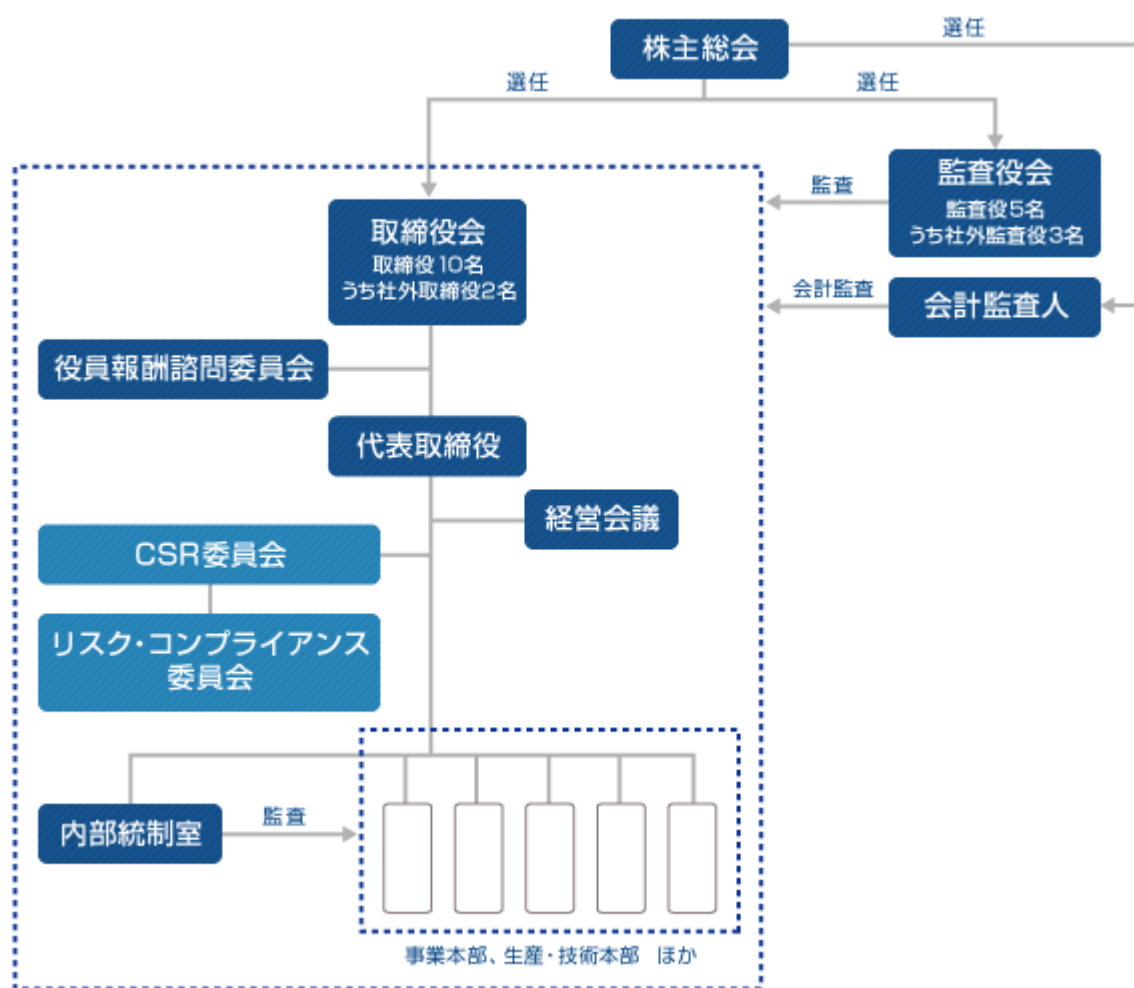 株主総会
選任
選任
選任
監査役会
監査役5名
うち社外監査役3名
監査
取締役会
取締役10名
うち社外取締役2名
会計監査
会計監査人
役員報酬諮問委員会
代表取締役
経営会議
CSR委員会
リスク・コンプライアンス
委員会
内部統制室
監査
事業本部、生産・技術本部 ほか